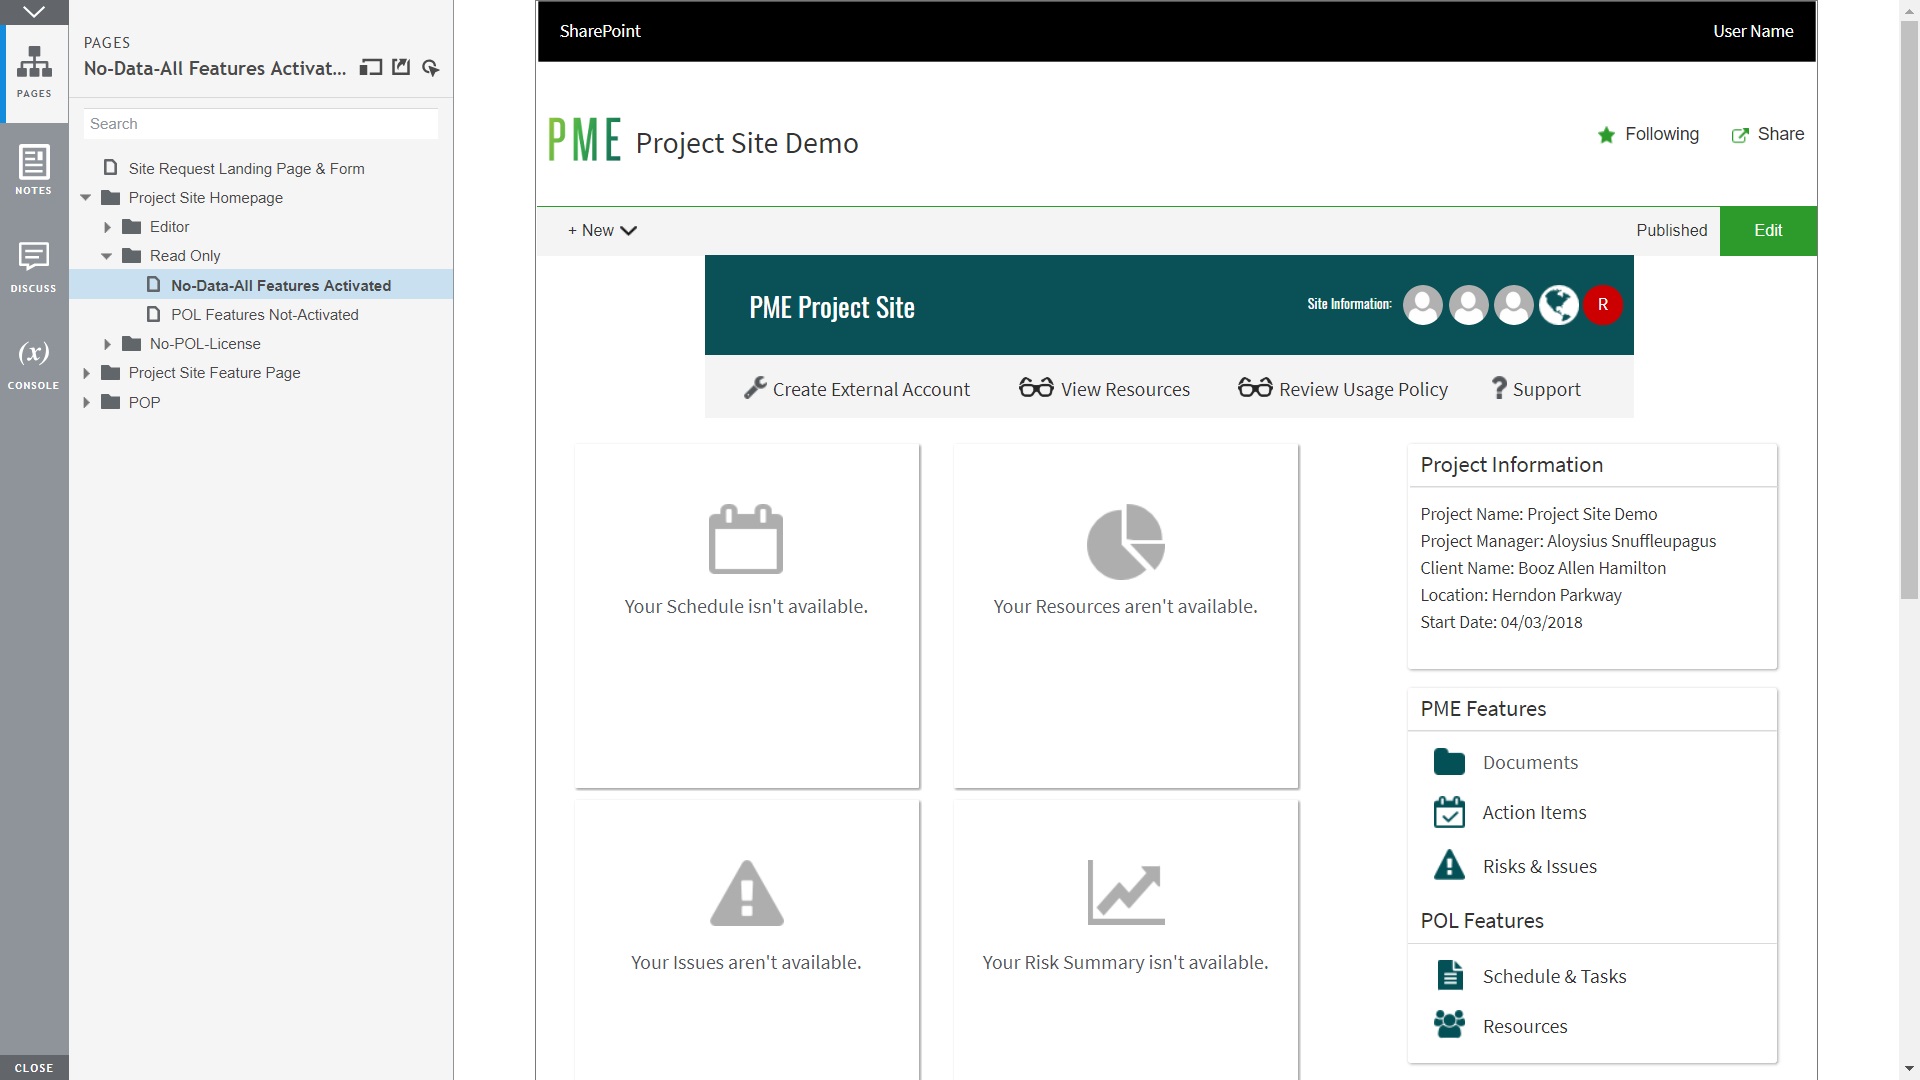 PAGES
NOTES
DISCUSS
(x)
CONSOLE
CLOSE
PAGES
No-Data-All Features Activat...
Search
Site Request Landing Page & Form
Project Site Homepage
Editor
Read Only
No-Data-All Features Activated
POL Features Not-Activated
No-POL-License
Project Site Feature Page
POP
SharePoint
User Name
PME Project Site Demo
Following
Share
+ New
Published
Edit
PME Project Site
Site Information:
R
Create External Account
View Resources
Review Usage Policy
? Support
Your Schedule isn't available.
Your Resources aren't available.
Your Issues aren't available.
Your Risk Summary isn't available.
Project Information
Project Name: Project Site Demo
Project Manager: Aloysius Snuffleupagus
Client Name: Booz Allen Hamilton
Location: Herndon Parkway
Start Date: 04/03/2018
PME Features
Documents
Action Items
Risks & Issues
POL Features
Schedule & Tasks
Resources